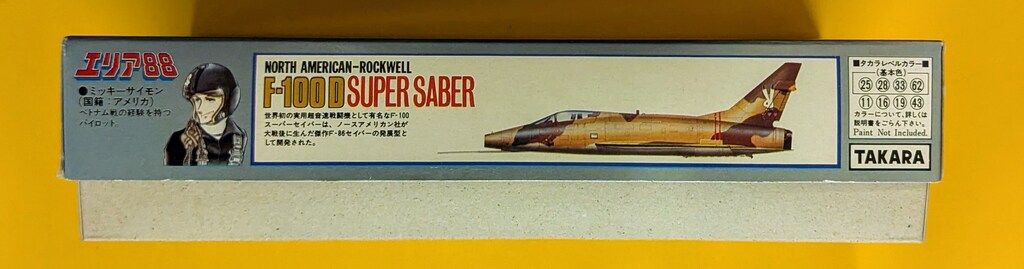 エリア88
●ミッキーサイモン
(国籍：アメリカ)
ベトナム戦の経験を持つ
パイロット
NORTH AMERICAN-ROCKWELL
F-100D SUPER SABER
世界初の実用超音速戦闘機として有名なF-100
スーパーセイバーは、ノースアメリカン社が
大戦後に生んだ傑作F-86セイバーの発展型と
して開発された。
■タカラレベルカラー■
(基本色)
25 28 33 62
11 16 19 43
カラーについて、詳しくは
説明書をごらん下さい。
Paint Not Included.
TAKARA